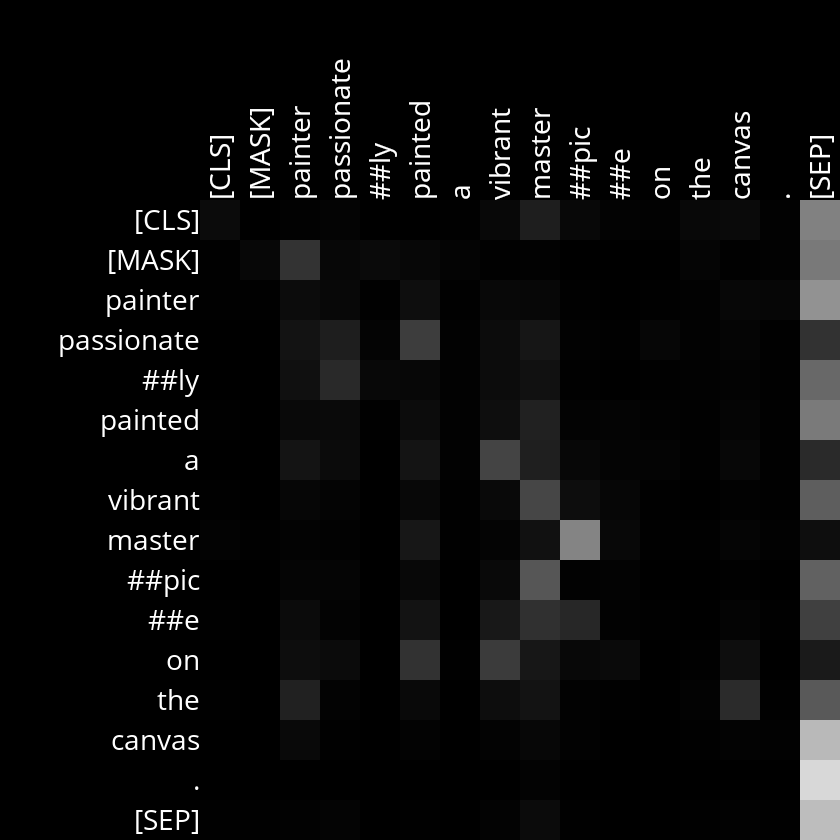 [CLS] [MASK] painter passionate ##ly painted a vibrant master ##pic ##e on the canvas . [SEP]
[CLS]
[MASK]
painter
passionate
##ly
painted
a
vibrant
master
##pic
##e
on
the
canvas
.
[SEP]